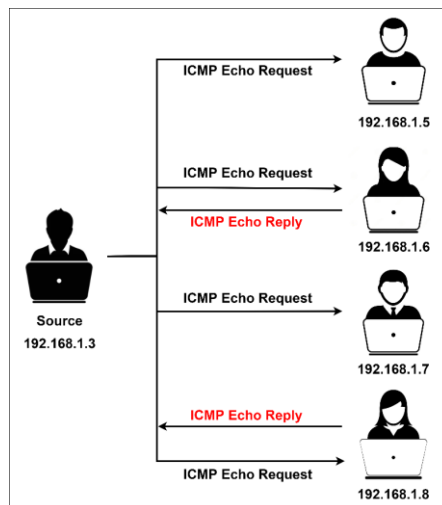 ICMP Echo Request
192.168.1.5
ICMP Echo Request
ICMP Echo Reply
192.168.1.6
Source
192.168.1.3
ICMP Echo Request
192.168.1.7
ICMP Echo Reply
ICMP Echo Request
192.168.1.8